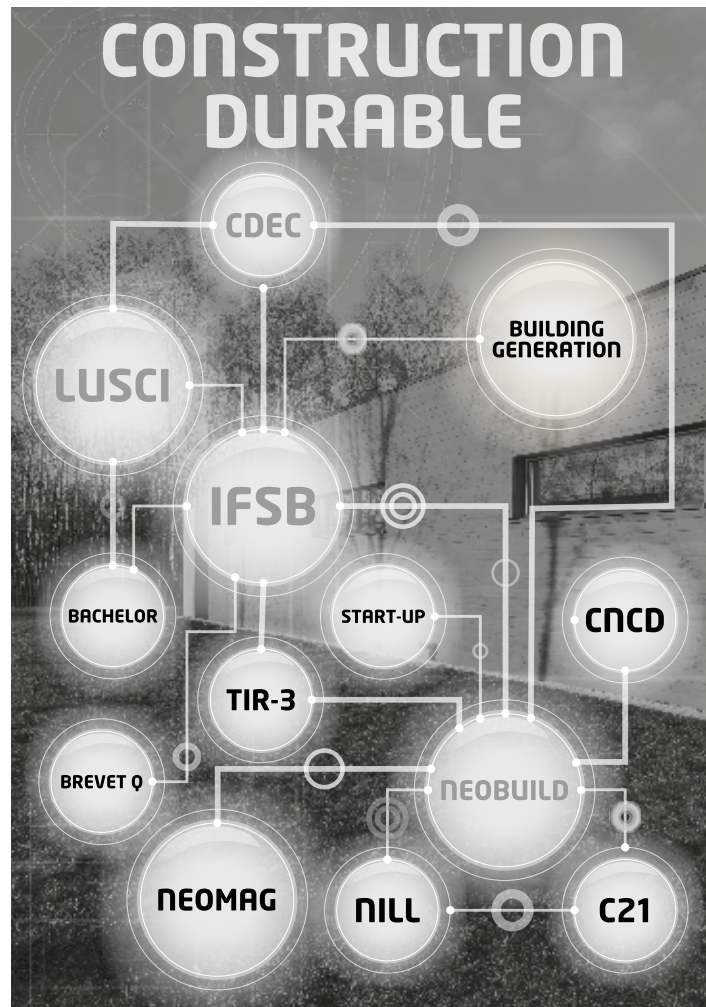 CONSTRUCTION
DURABLE
CDEC
BUILDING
GENERATION
LUSCI
IFSB
BACHELOR
START-UP
CNCD
TIR-3
BREVET Q
NEOBUILD
NEOMAG
NILL
C21